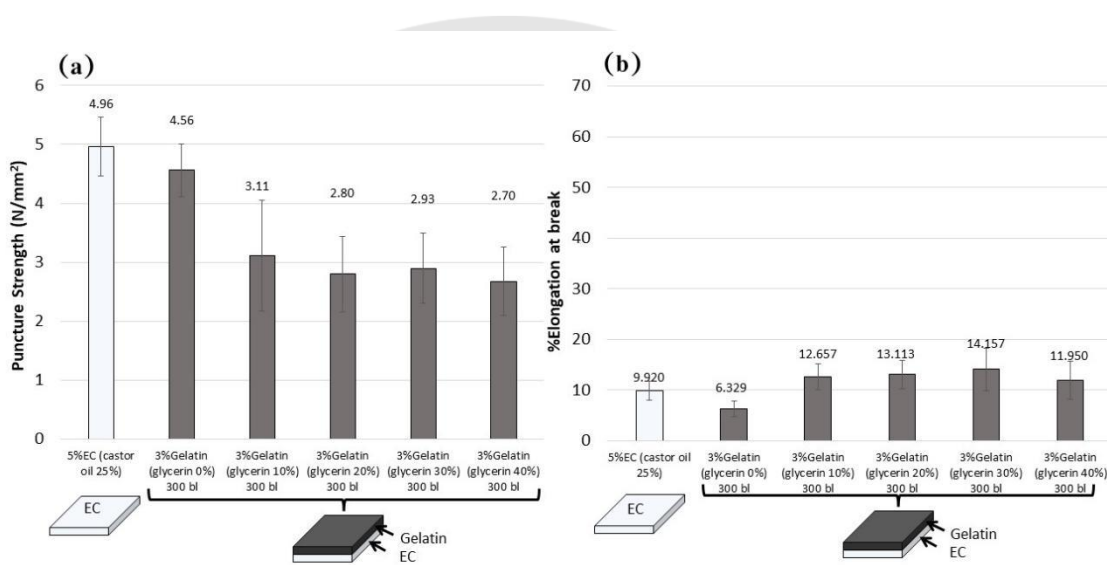 (a)
Puncture Strength (N/mm²)
6
5
4
3
2
1
0
4.96
4.56
3.11
2.80
2.93
2.70
5%EC (castor
oil 25%)
3%Gelatin
(glycerin 0%)
300 bl
3%Gelatin
(glycerin 10%)
300 bl
3%Gelatin
(glycerin 20%)
300 bl
3%Gelatin
(glycerin 30%)
300 bl
3%Gelatin
(glycerin 40%)
300 bl
EC
Gelatin
EC
(b)
%Elongation at break
70
60
50
40
30
20
10
0
9.920
6.329
12.657
13.113
14.157
11.950
5%EC (castor oil
25%)
3%Gelatin
(glycerin 0%)
300 bl
3%Gelatin
(glycerin 10%)
300 bl
3%Gelatin
(glycerin 20%)
300 bl
3%Gelatin
(glycerin 30%)
300 bl
3%Gelatin
(glycerin 40%)
300 bl
EC
Gelatin
EC